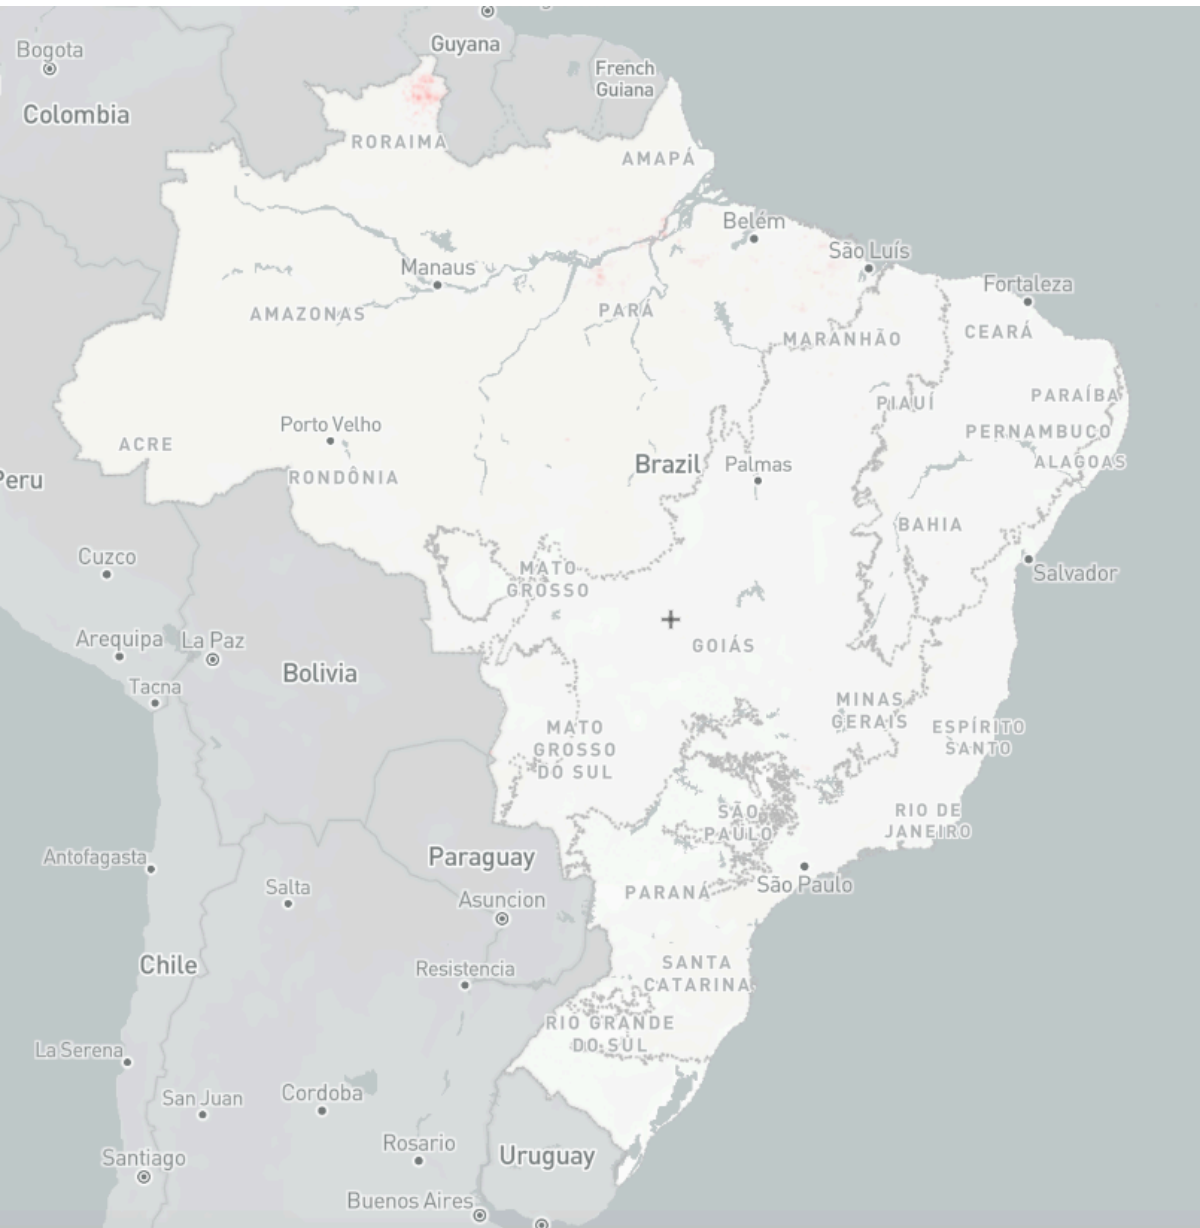 Bogota
Guyana
French
Guiana
Colombia
RORAIMA
AMAPÁ
Belém
São Luís
Manaus
Fortaleza
AMAZONAS
PARÁ
MARANHÃO
CEARÁ
PIAUÍ
PARAÍBA
Porto Velho
PERNAMBUCO
ACRE
Brazil
Palmas
ALAGOAS
Peru
RONDÔNIA
BAHIA
Cuzco
MATO
GROSSO
Salvador
Arequipa
La Paz
GOIÁS
Bolivia
Tacna
MINAS
GERAIS
MATO
GROSSO
DO SUL
ESPÍRITO
SANTO
SÃO
PAULO
RIO DE
JANEIRO
Antofagasta
Paraguay
Salta
PARANÁ
São Paulo
Asuncion
Chile
Resistencia
SANTA
CATARINA
RIO GRANDE
DO SUL
La Serena
San Juan
Cordoba
Rosario
Santiago
Uruguay
Buenos Aires